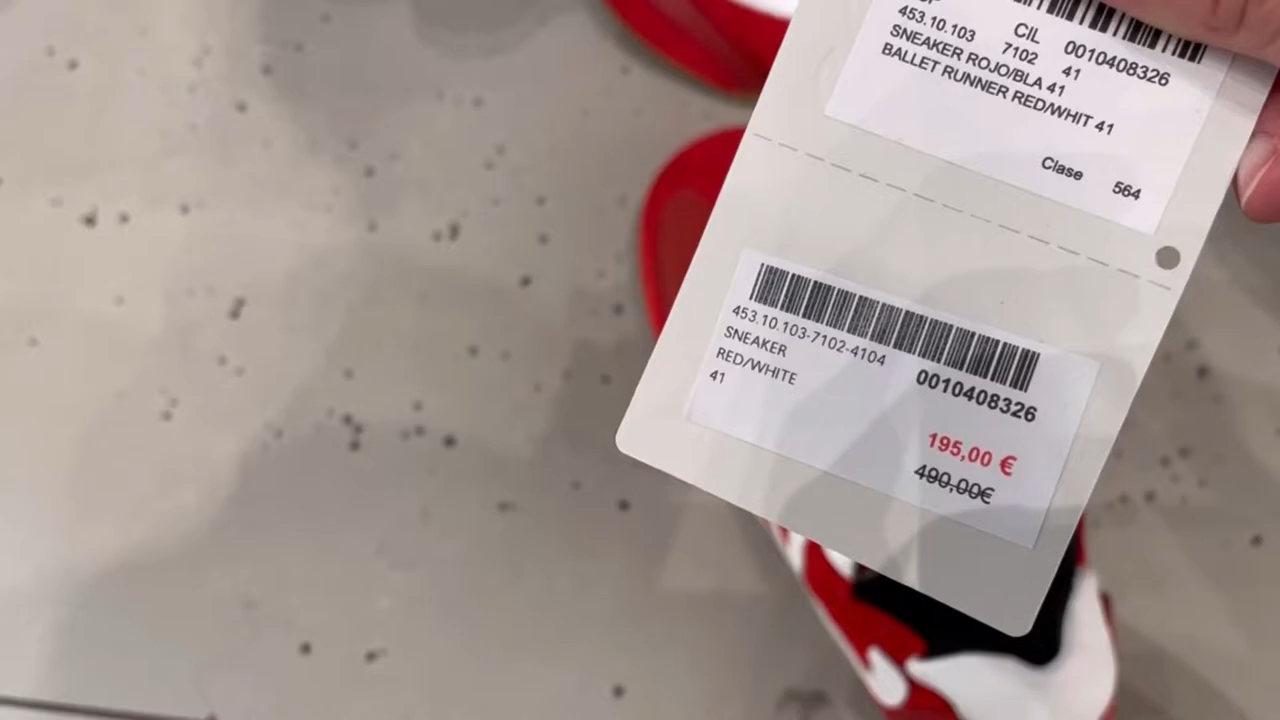 453.10.103 CIL 0010408326
7102 41
SNEAKER ROJO/BLA 41
BALLET RUNNER RED/WHIT 41
Clase 564
453.10.103-7102-4104
SNEAKER
RED/WHITE
41
0010408326
195,00 €
490,00€